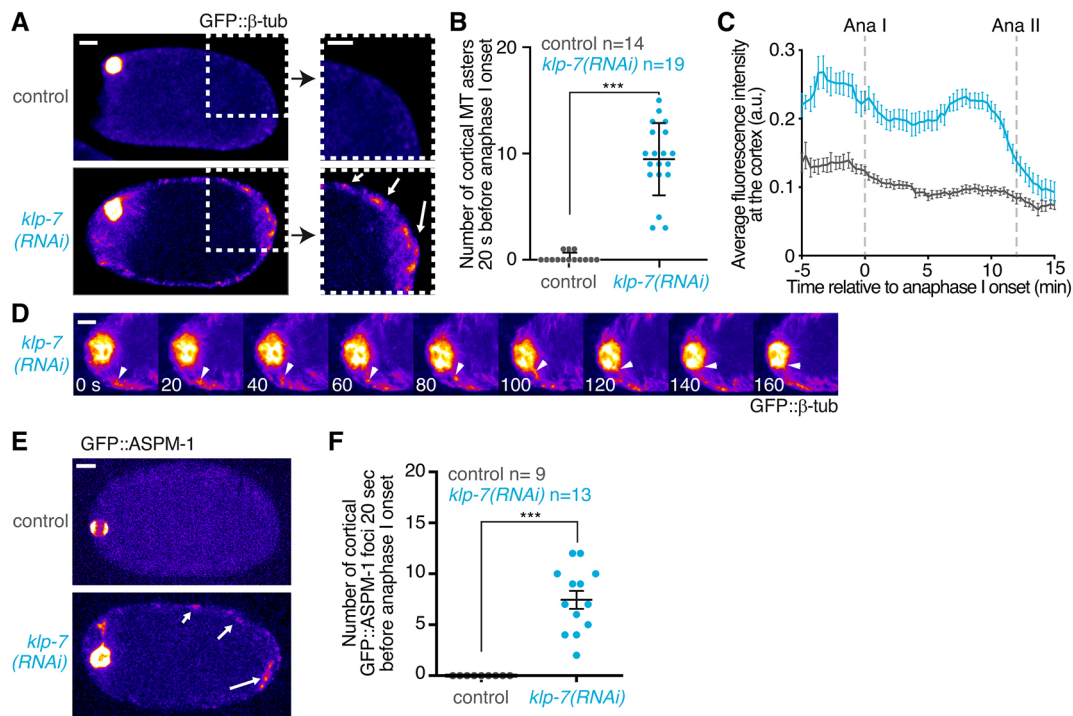 A
GFP::β-tub
control
klp-7
(RNAi)
B
Number of cortical MT asters
20 s before anaphase I onset
control n=14
klp-7(RNAi) n=19
***
20
10
0
control
klp-7(RNAi)
C
Ana I
Ana II
Average fluorescence intensity
at the cortex (a.u.)
0.3
0.2
0.1
0
-5
0
5
10
15
Time relative to anaphase I onset (min)
D
klp-7
(RNAi)
0 s
20
40
60
80
100
120
140
160
GFP::β-tub
E
GFP::ASPM-1
control
klp-7
(RNAi)
F
Number of cortical
GFP::ASPM-1 foci 20 sec
before anaphase I onset
control n= 9
klp-7(RNAi) n=13
***
20
15
10
5
0
control
klp-7(RNAi)